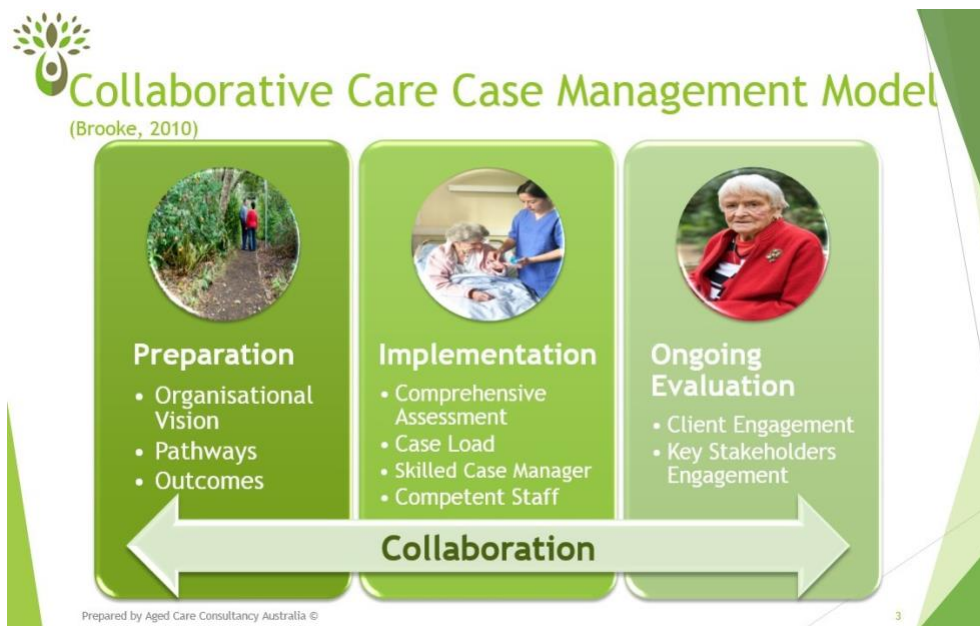 Collaborative Care Case Management Model
(Brooke, 2010)
Preparation
• Organisational
Vision
• Pathways
• Outcomes
Implementation
• Comprehensive
Assessment
• Case Load
• Skilled Case Manager
• Competent Staff
Ongoing
Evaluation
• Client Engagement
• Key Stakeholders
Engagement
Collaboration
Prepared by Aged Care Consultancy Australia ©
3